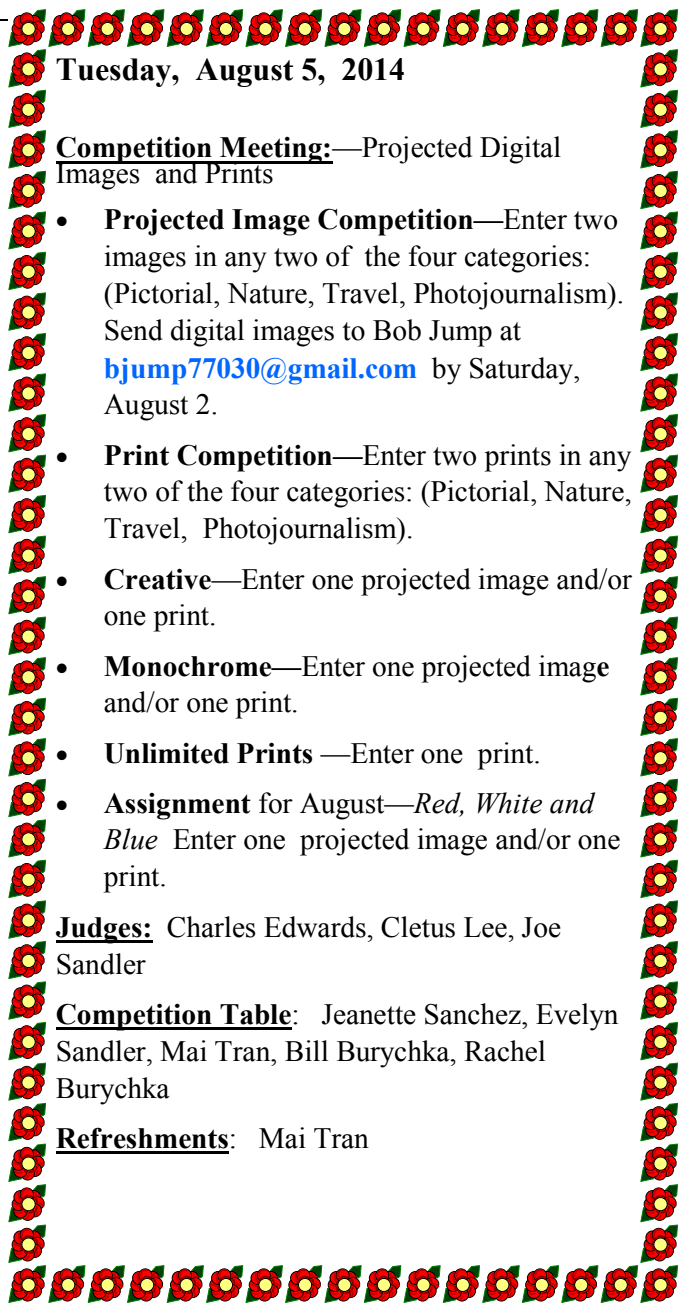 Tuesday, August 5, 2014
Competition Meeting:—Projected Digital
Images and Prints
• Projected Image Competition—Enter two
images in any two of the four categories:
(Pictorial, Nature, Travel, Photojournalism).
Send digital images to Bob Jump at
bjump77030@gmail.com by Saturday,
August 2.
• Print Competition—Enter two prints in any
two of the four categories: (Pictorial, Nature,
Travel, Photojournalism).
• Creative—Enter one projected image and/or
one print.
• Monochrome—Enter one projected image
and/or one print.
• Unlimited Prints —Enter one print.
• Assignment for August—Red, White and
Blue Enter one projected image and/or one
print.
Judges: Charles Edwards, Cletus Lee, Joe
Sandler
Competition Table: Jeanette Sanchez, Evelyn
Sandler, Mai Tran, Bill Burychka, Rachel
Burychka
Refreshments: Mai Tran